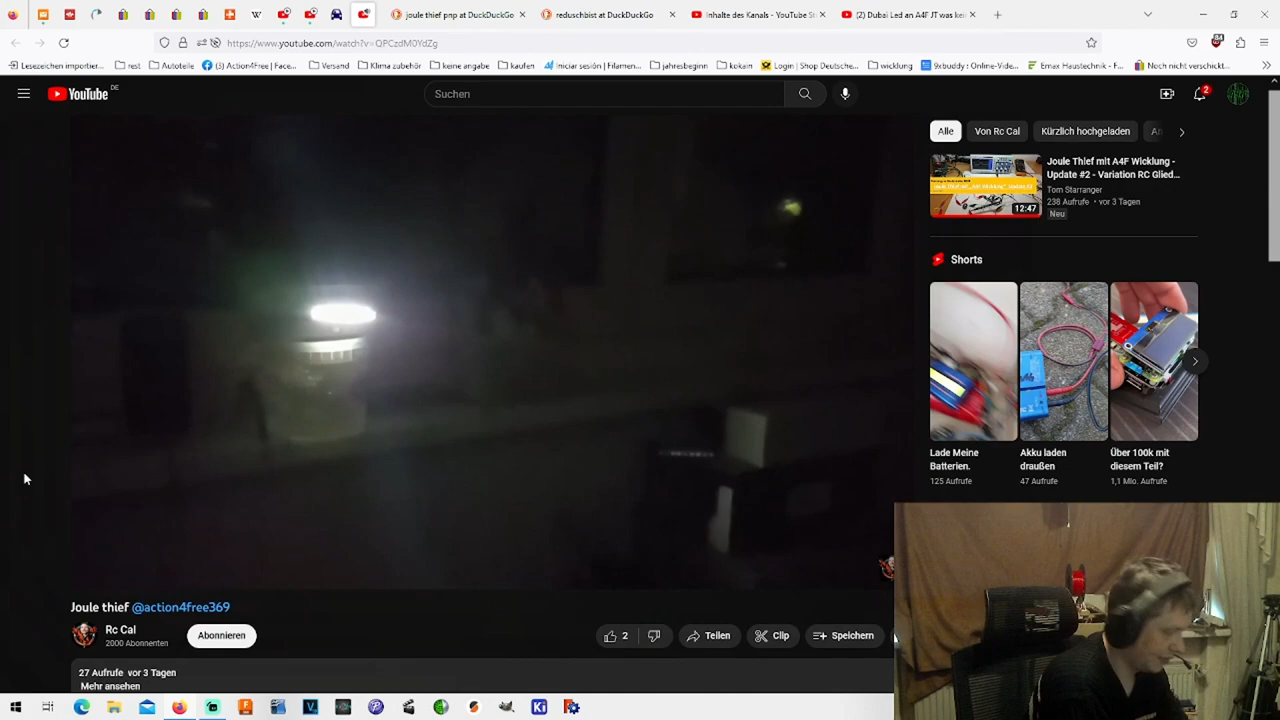 joule thief pnp at DuckDuckGo
reduschbist at DuckDuckGo
Inhalte des Kanals - YouTube St
(2) Dubai Led an A4F JT was kei
https://www.youtube.com/watch?v=QPCzdM0YdZg
84
Lesezeichen importier...
rest
Autoteile
(3) Action4Free | Face...
Versand
Klima zubehör
keine angabe
kaufen
Iniciar sesión | Filamen...
jahresbeginn
kokain
Login | Shop Deutsche...
wicklung
9xbuddy : Online-Vide...
Emax Haustechnik - F...
Noch nicht verschickt...
YouTube DE
Suchen
2
Alle
Von Rc Cal
Kürzlich hochgeladen
Joule Thief mit A4F Wicklung -
Update #2 - Variation RC Glied...
Tom Starranger
238 Aufrufe • vor 3 Tagen
Neu
12:47
Shorts
Lade Meine
Batterien.
125 Aufrufe
Akku laden
draußen
47 Aufrufe
Über 100k mit
diesem Teil?
1,1 Mio. Aufrufe
Joule thief @action4free369
Rc Cal
2000 Abonnenten
Abonnieren
2
Teilen
Clip
Speichern
27 Aufrufe vor 3 Tagen
Mehr ansehen